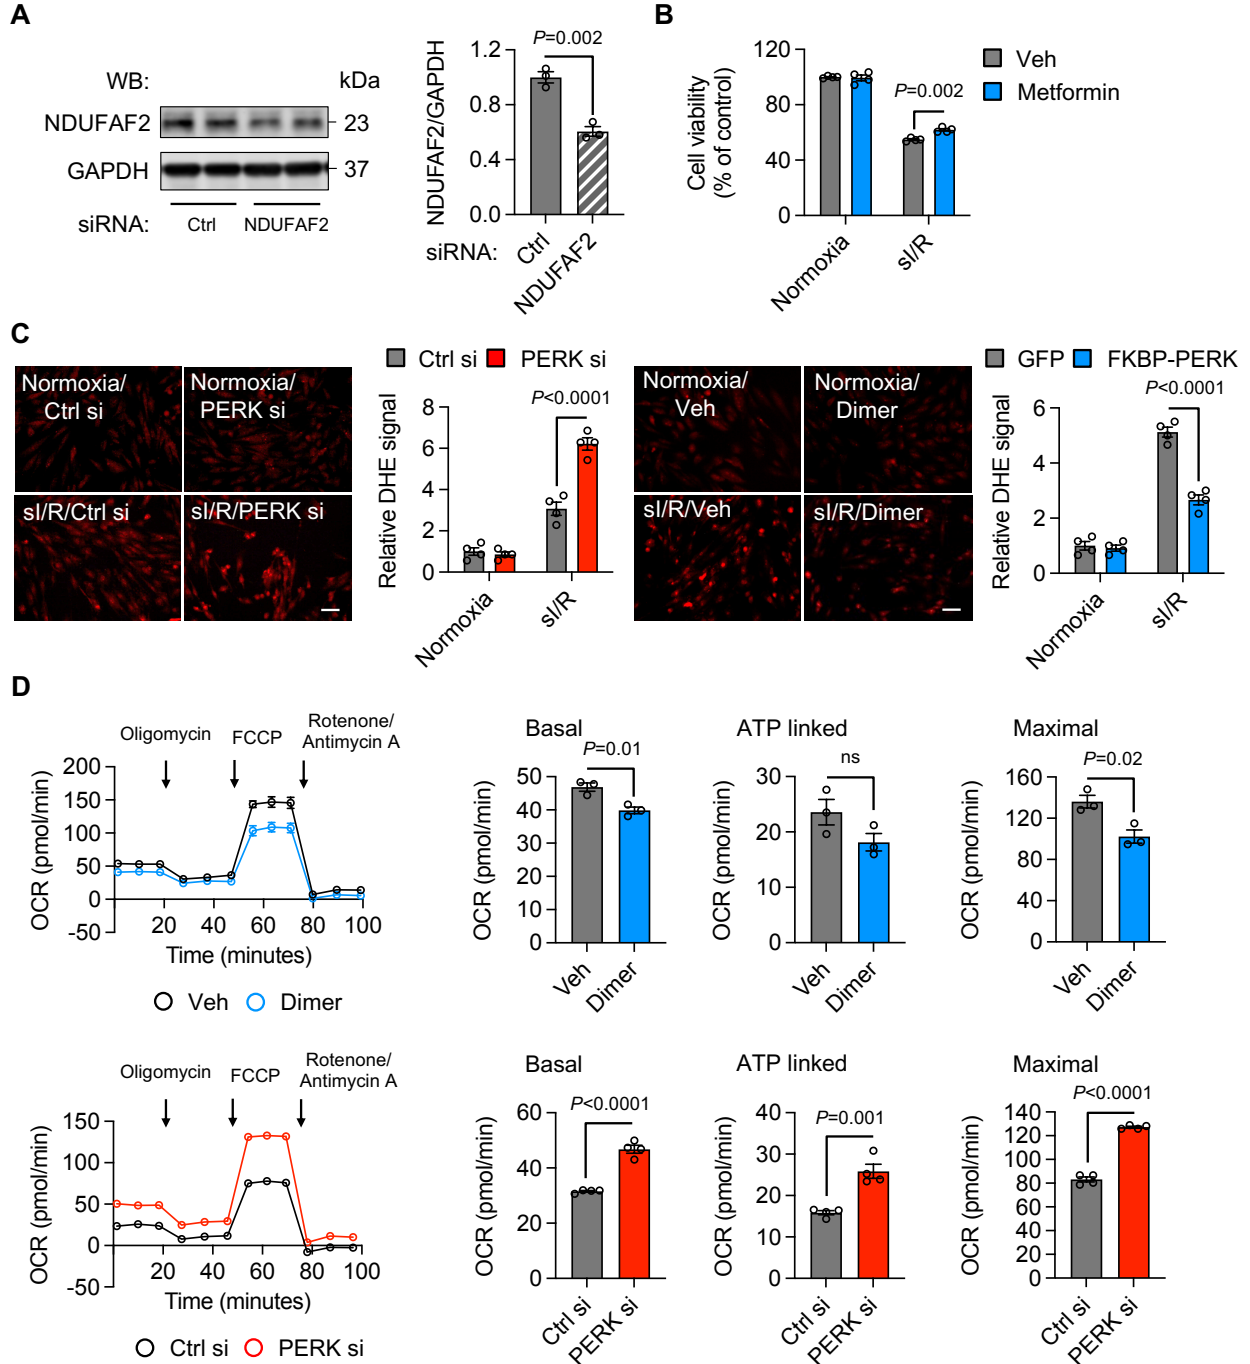 A
WB:
kDa
NDUFAF2
23
GAPDH
37
siRNA:
Ctrl
NDUFAF2
NDUFAF2/GAPDH
P=0.002
1.2
0.8
0.4
0.0
siRNA:
Ctrl
NDUFAF2
B
Cell viability
(% of control)
120
80
40
0
P=0.002
Veh
Metformin
Normoxia
sI/R
C
Normoxia/
Ctrl si
Normoxia/
PERK si
sI/R/Ctrl si
sI/R/PERK si
Ctrl si
PERK si
P<0.0001
Relative DHE signal
8
6
4
2
0
Normoxia
sI/R
Normoxia/
Veh
Normoxia/
Dimer
sI/R/Veh
sI/R/Dimer
GFP
FKBP-PERK
P<0.0001
Relative DHE signal
6
4
2
0
Normoxia
sI/R
D
Oligomycin
FCCP
Rotenone/
Antimycin A
OCR (pmol/min)
200
150
100
50
0
-50
20
40
60
80
100
Time (minutes)
Veh
Dimer
Basal
P=0.01
OCR (pmol/min)
50
40
30
20
10
0
Veh
Dimer
ATP linked
ns
OCR (pmol/min)
30
20
10
0
Veh
Dimer
Maximal
P=0.02
OCR (pmol/min)
160
120
80
40
0
Veh
Dimer
Oligomycin
FCCP
Rotenone/
Antimycin A
OCR (pmol/min)
150
100
50
0
-50
20
40
60
80
100
Time (minutes)
Ctrl si
PERK si
Basal
P<0.0001
OCR (pmol/min)
60
40
20
0
Ctrl si
PERK si
ATP linked
P=0.001
OCR (pmol/min)
40
30
20
10
0
Ctrl si
PERK si
Maximal
P<0.0001
OCR (pmol/min)
140
120
100
80
60
40
20
0
Ctrl si
PERK si